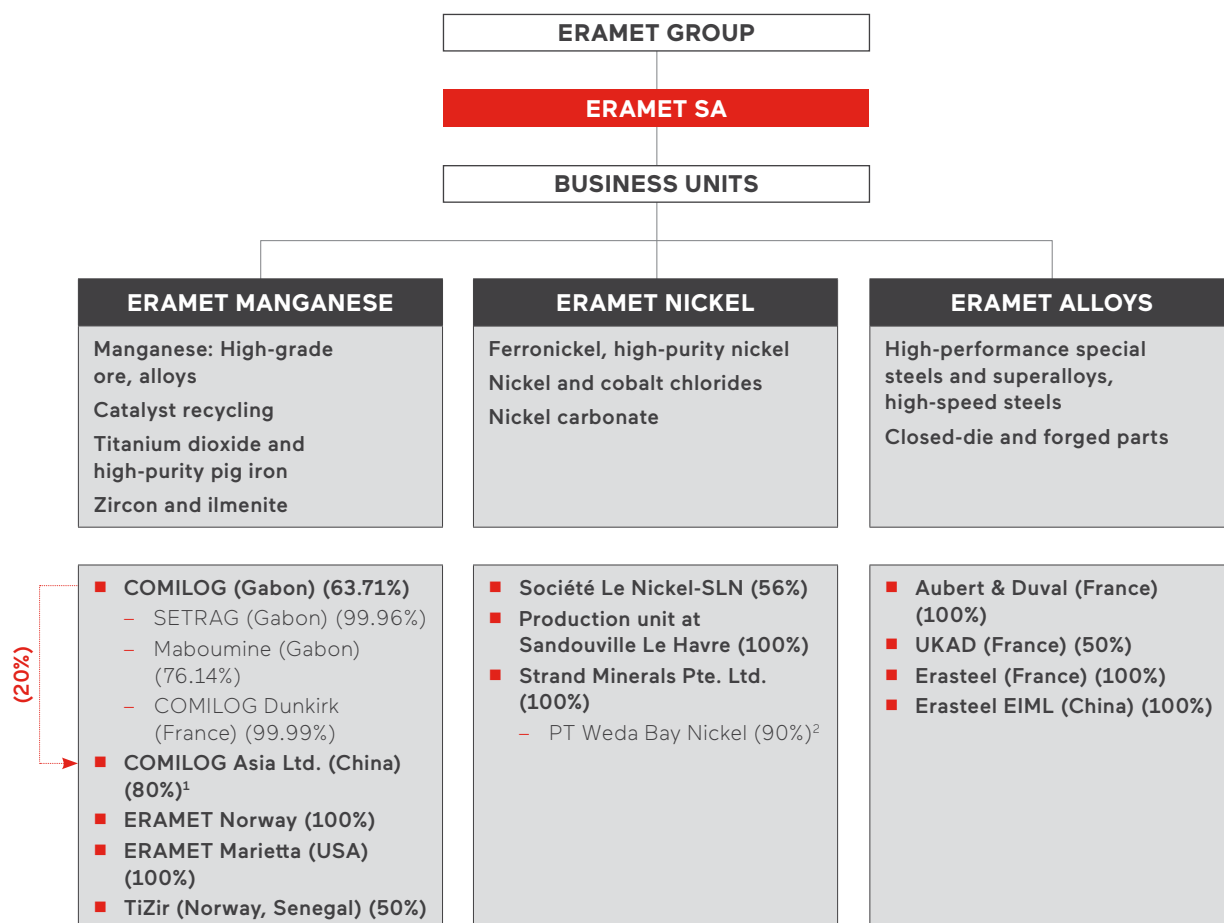 ERAMET GROUP
ERAMET SA
BUSINESS UNITS
ERAMET MANGANESE
Manganese: High-grade
ore, alloys
Catalyst recycling
Titanium dioxide and
high-purity pig iron
Zircon and ilmenite
ERAMET NICKEL
Ferronickel, high-purity nickel
Nickel and cobalt chlorides
Nickel carbonate
ERAMET ALLOYS
High-performance special
steels and superalloys,
high-speed steels
Closed-die and forged parts
(20%)
■ COMILOG (Gabon) (63.71%)
– SETRAG (Gabon) (99.96%)
– Maboumine (Gabon)
(76.14%)
– COMILOG Dunkirk
(France) (99.99%)
■ COMILOG Asia Ltd. (China)
(80%)¹
■ ERAMET Norway (100%)
■ ERAMET Marietta (USA)
(100%)
■ TiZir (Norway, Senegal) (50%)
■ Société Le Nickel-SLN (56%)
■ Production unit at
Sandouville Le Havre (100%)
■ Strand Minerals Pte. Ltd.
(100%)
– PT Weda Bay Nickel (90%)²
■ Aubert & Duval (France)
(100%)
■ UKAD (France) (50%)
■ Erasteel (France) (100%)
■ Erasteel EIML (China) (100%)